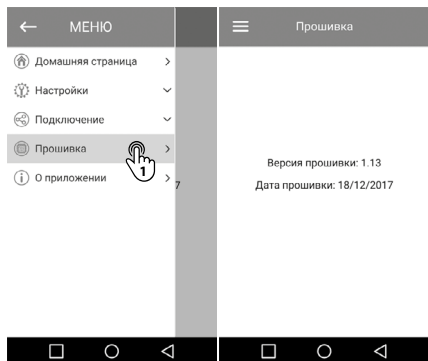 МЕНЮ
Домашняя страница
Настройки
Подключение
Прошивка
1
О приложении
7
Прошивка
Версия прошивки: 1.13
Дата прошивки: 18/12/2017